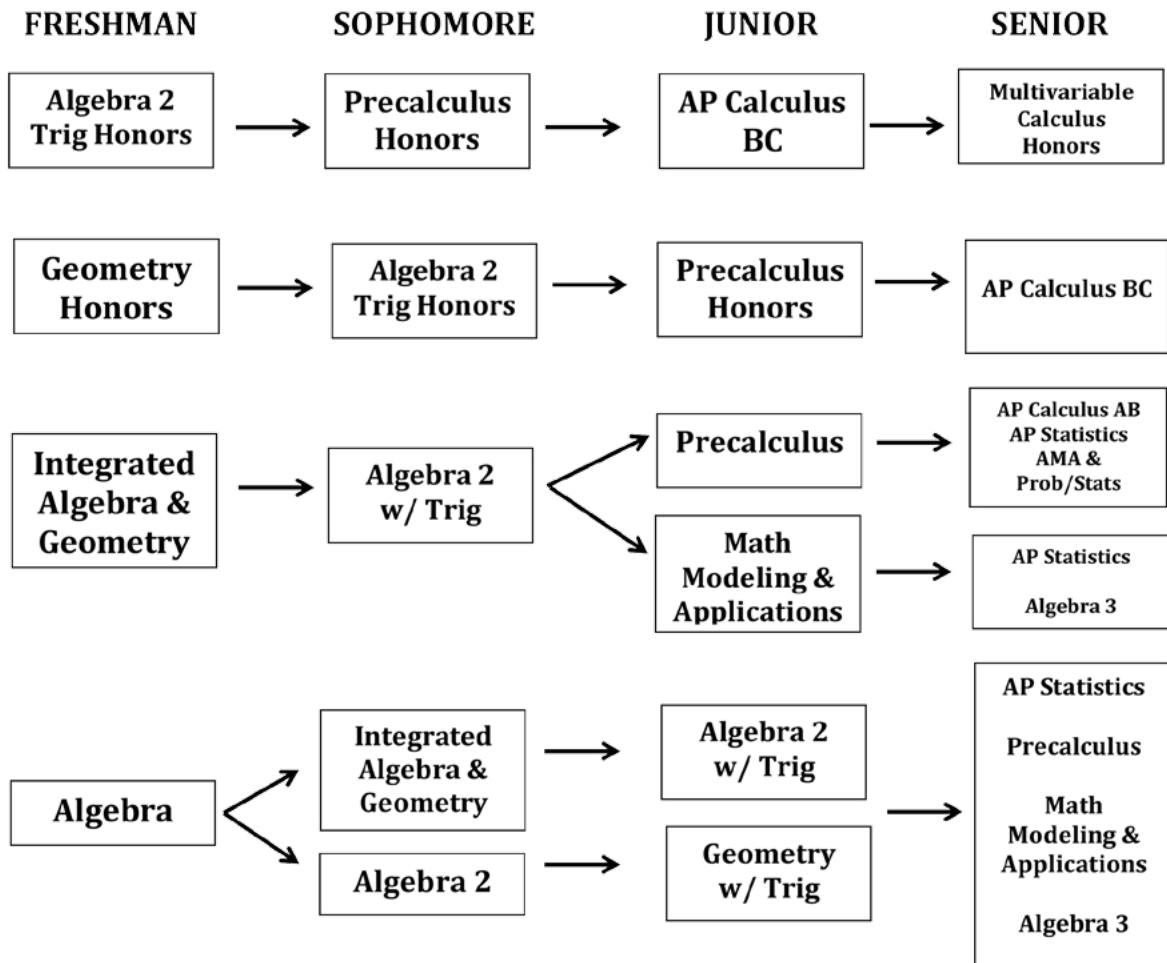 FRESHMAN SOPHOMORE JUNIOR SENIOR
Algebra 2
Trig Honors
Precalculus
Honors
AP Calculus
BC
Multivariable
Calculus
Honors
Geometry
Honors
Algebra 2
Trig Honors
Precalculus
Honors
AP Calculus BC
Integrated
Algebra &
Geometry
Algebra 2
w/ Trig
Precalculus
AP Calculus AB
AP Statistics
AMA &
Prob/Stats
Math
Modeling &
Applications
AP Statistics
Algebra 3
Algebra
Integrated
Algebra &
Geometry
Algebra 2
w/ Trig
Algebra 2
Geometry
w/ Trig
AP Statistics
Precalculus
Math
Modeling &
Applications
Algebra 3